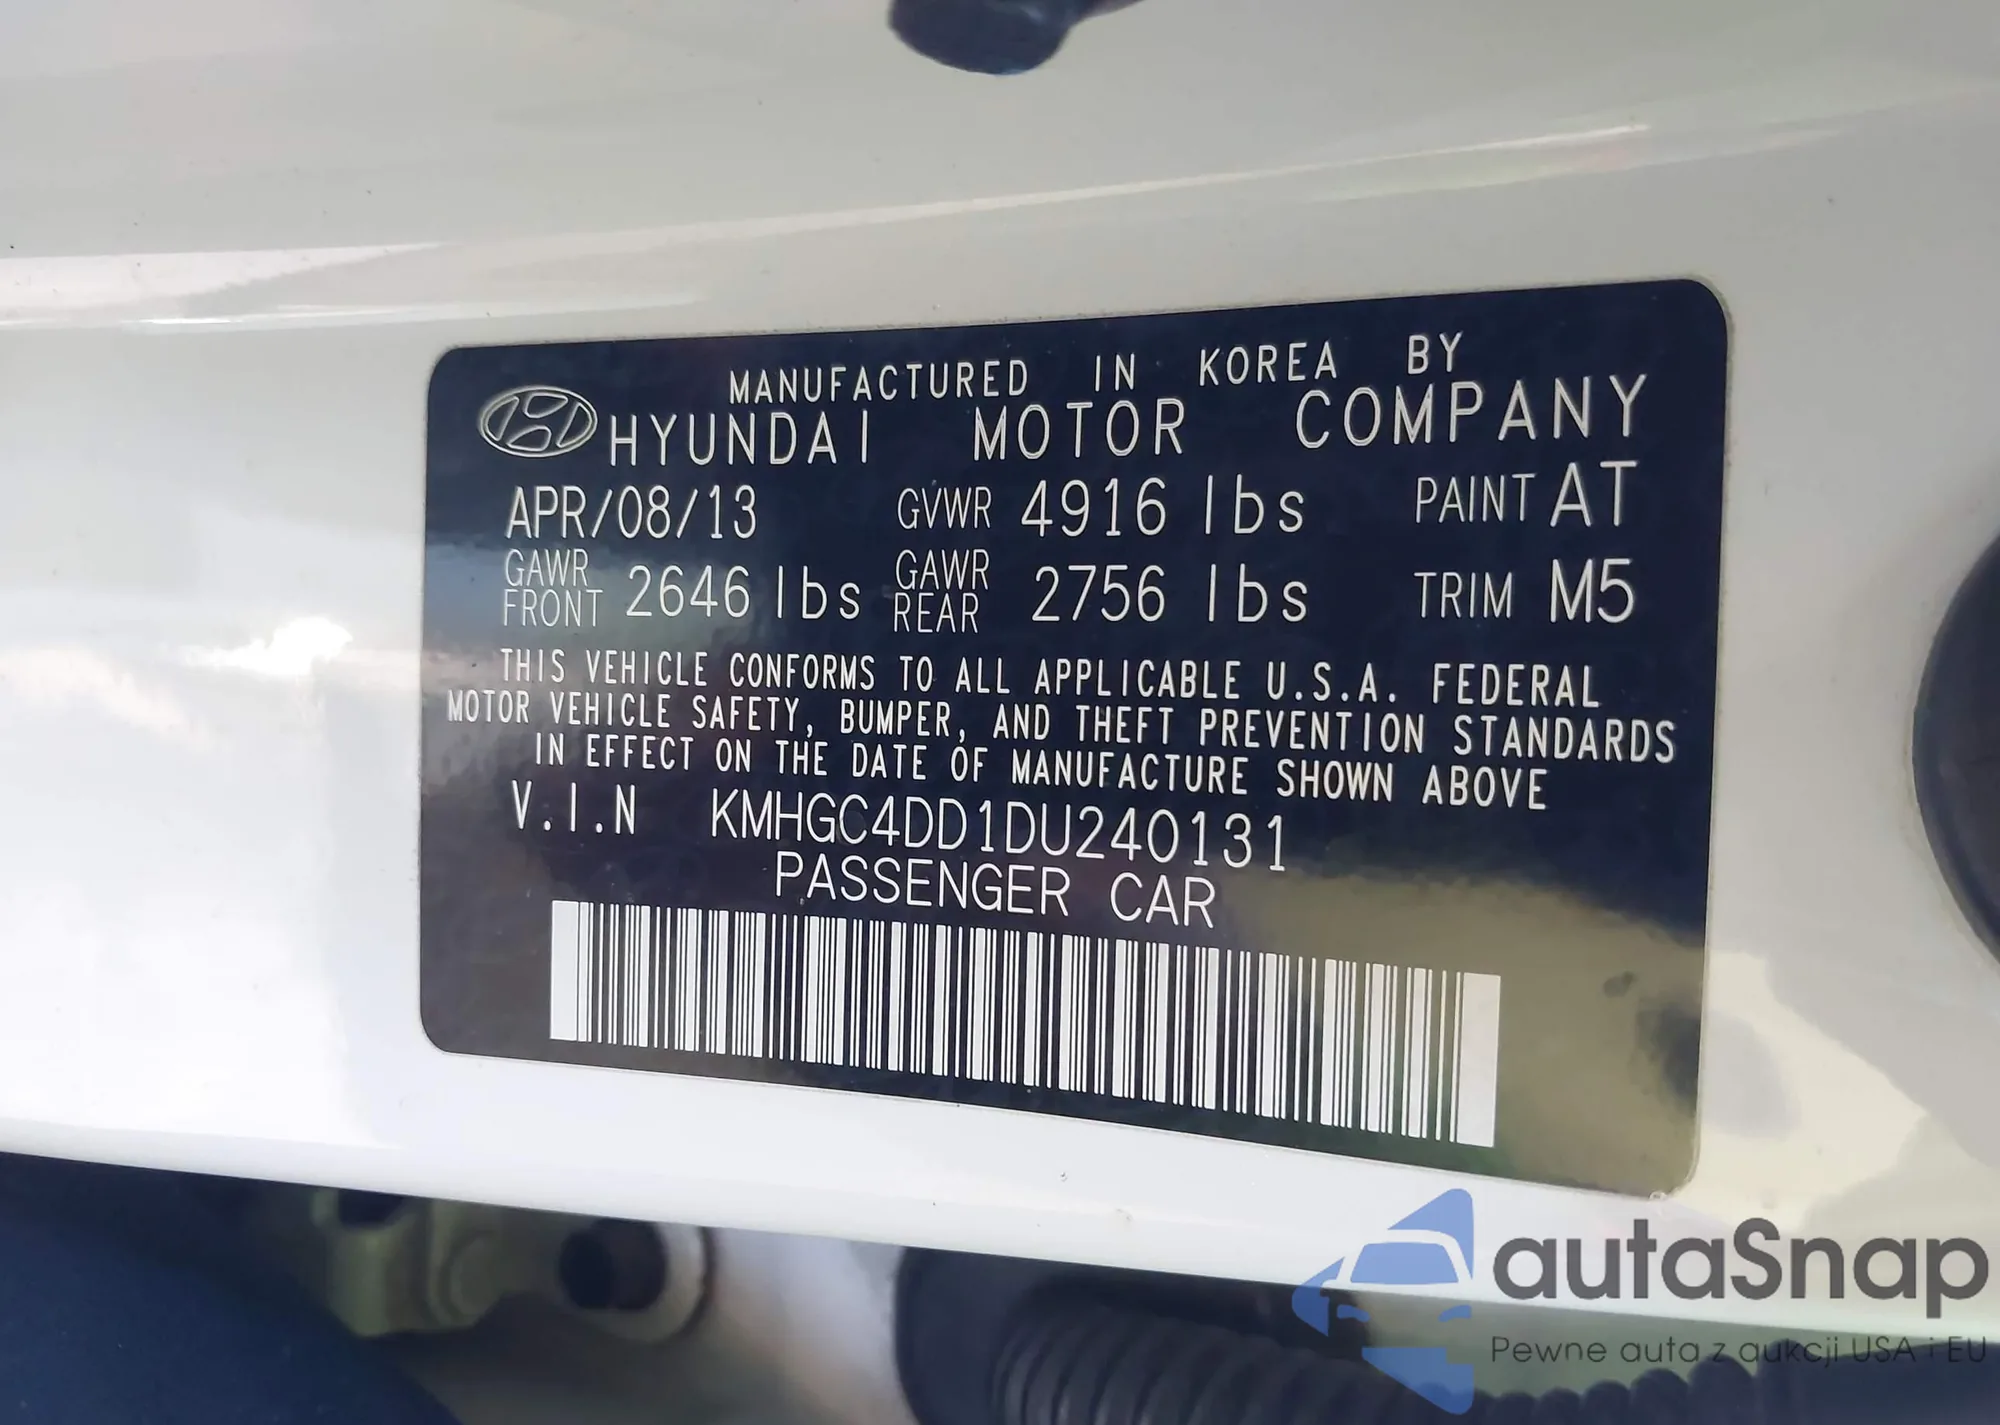 MANUFACTURED IN KOREA BY
HYUNDAI MOTOR COMPANY
APR/08/13 GVWR 4916 lbs PAINT AT
GAWR FRONT 2646 lbs GAWR REAR 2756 lbs TRIM M5
THIS VEHICLE CONFORMS TO ALL APPLICABLE U.S.A. FEDERAL
MOTOR VEHICLE SAFETY, BUMPER, AND THEFT PREVENTION STANDARDS
IN EFFECT ON THE DATE OF MANUFACTURE SHOWN ABOVE
V.I.N KMHGC4DD1DU240131
PASSENGER CAR
autaSnap
Pewne auta z aukcji USA i EU